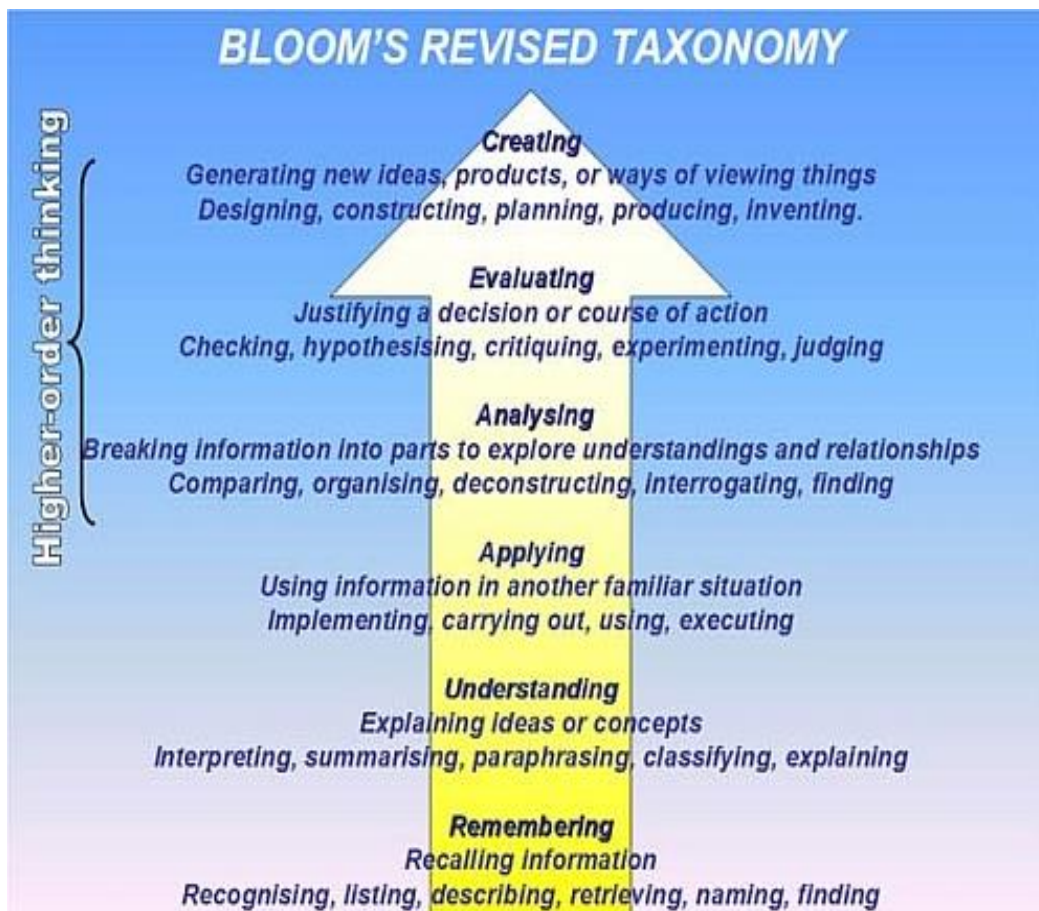 BLOOM'S REVISED TAXONOMY
Higher-order thinking
Creating
Generating new ideas, products, or ways of viewing things
Designing, constructing, planning, producing, inventing.
Evaluating
Justifying a decision or course of action
Checking, hypothesising, critiquing, experimenting, judging
Analysing
Breaking information into parts to explore understandings and relationships
Comparing, organising, deconstructing, interrogating, finding
Applying
Using information in another familiar situation
Implementing, carrying out, using, executing
Understanding
Explaining ideas or concepts
Interpreting, summarising, paraphrasing, classifying, explaining
Remembering
Recalling information
Recognising, listing, describing, retrieving, naming, finding